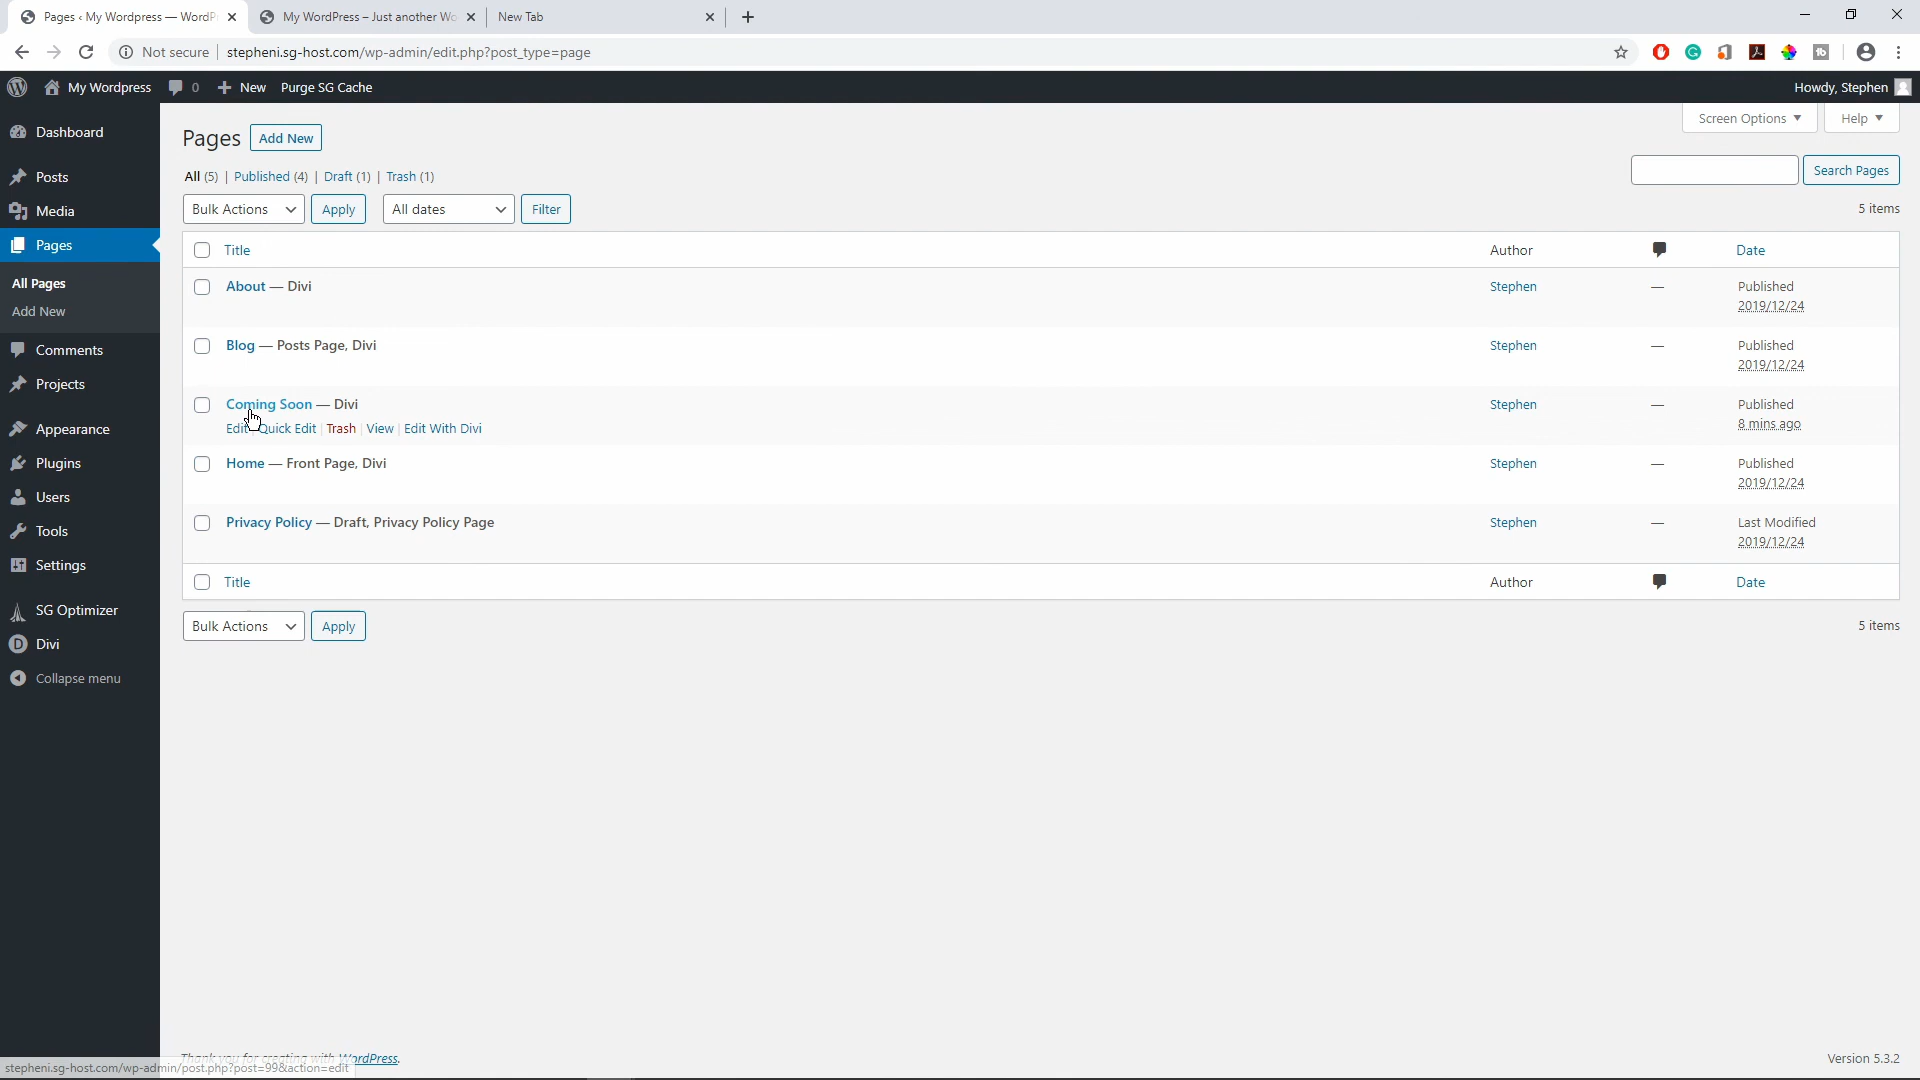 Pages ‹ My Wordpress — WordP
My WordPress – Just another Wo
New Tab
Not secure
stepheni.sg-host.com/wp-admin/edit.php?post_type=page
My Wordpress
0
New
Purge SG Cache
Howdy, Stephen
Dashboard
Posts
Media
Pages
All Pages
Add New
Comments
Projects
Appearance
Plugins
Users
Tools
Settings
SG Optimizer
Divi
Collapse menu
Screen Options
Help
Pages
Add New
All (5) | Published (4) | Draft (1) | Trash (1)
Search Pages
Bulk Actions
Apply
All dates
Filter
5 items
Title
Author
Date
About — Divi
Stephen
—
Published
2019/12/24
Blog — Posts Page, Divi
Stephen
—
Published
2019/12/24
Coming Soon — Divi
Edit | Quick Edit | Trash | View | Edit With Divi
Stephen
—
Published
8 mins ago
Home — Front Page, Divi
Stephen
—
Published
2019/12/24
Privacy Policy — Draft, Privacy Policy Page
Stephen
—
Last Modified
2019/12/24
Title
Author
Date
Bulk Actions
Apply
5 items
Thank you for creating with WordPress.
Version 5.3.2
stepheni.sg-host.com/wp-admin/post.php?post=99&action=edit